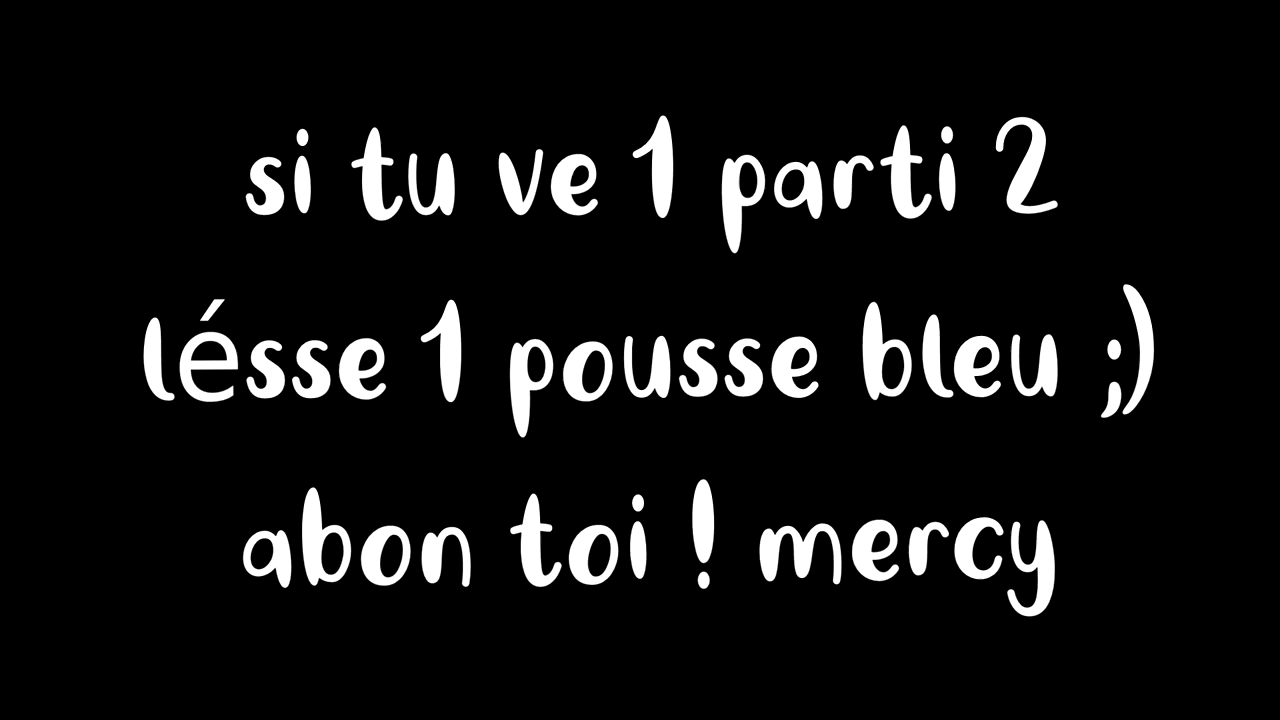 si tu ve 1 parti 2
lésse 1 pousse bleu ;)
abon toi ! mercy